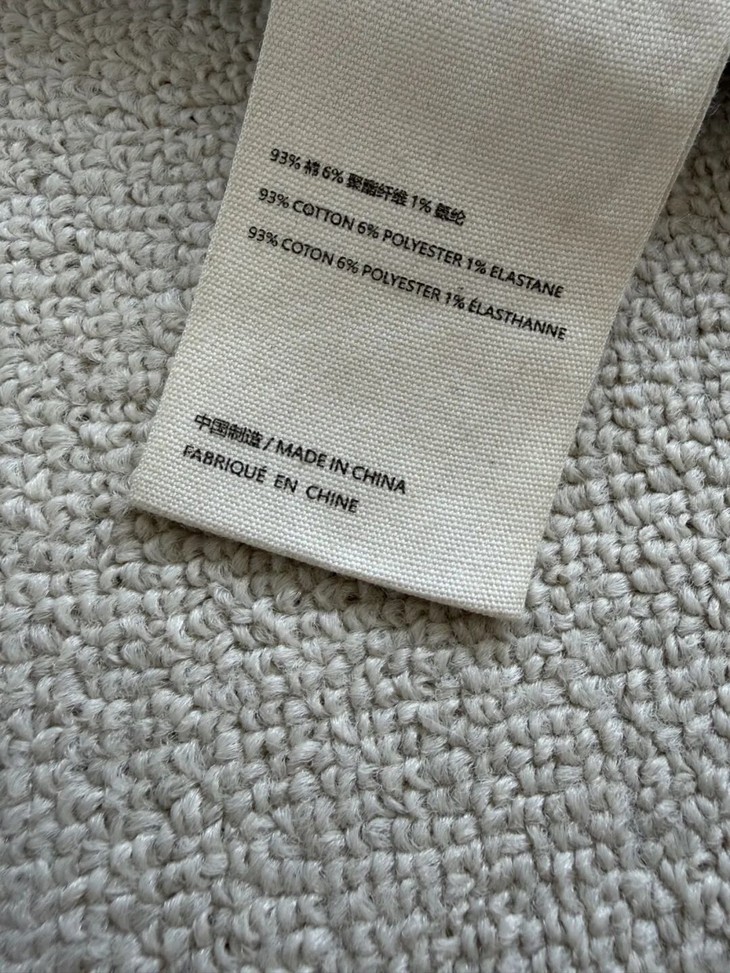 93% 棉 6% 聚酯纤维 1% 氨纶
93% COTTON 6% POLYESTER 1% ELASTANE
93% COTON 6% POLYESTER 1% ÉLASTHANNE
中国制造 / MADE IN CHINA
FABRIQUÉ EN CHINE